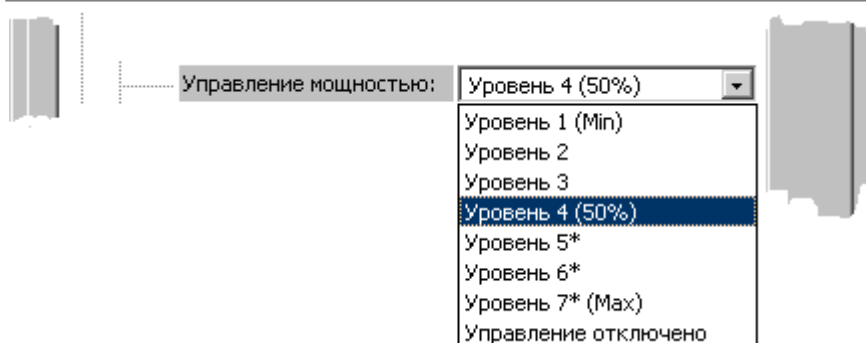 Управление мощностью: Уровень 4 (50%)
Уровень 1 (Min)
Уровень 2
Уровень 3
Уровень 4 (50%)
Уровень 5*
Уровень 6*
Уровень 7* (Max)
Управление отключено